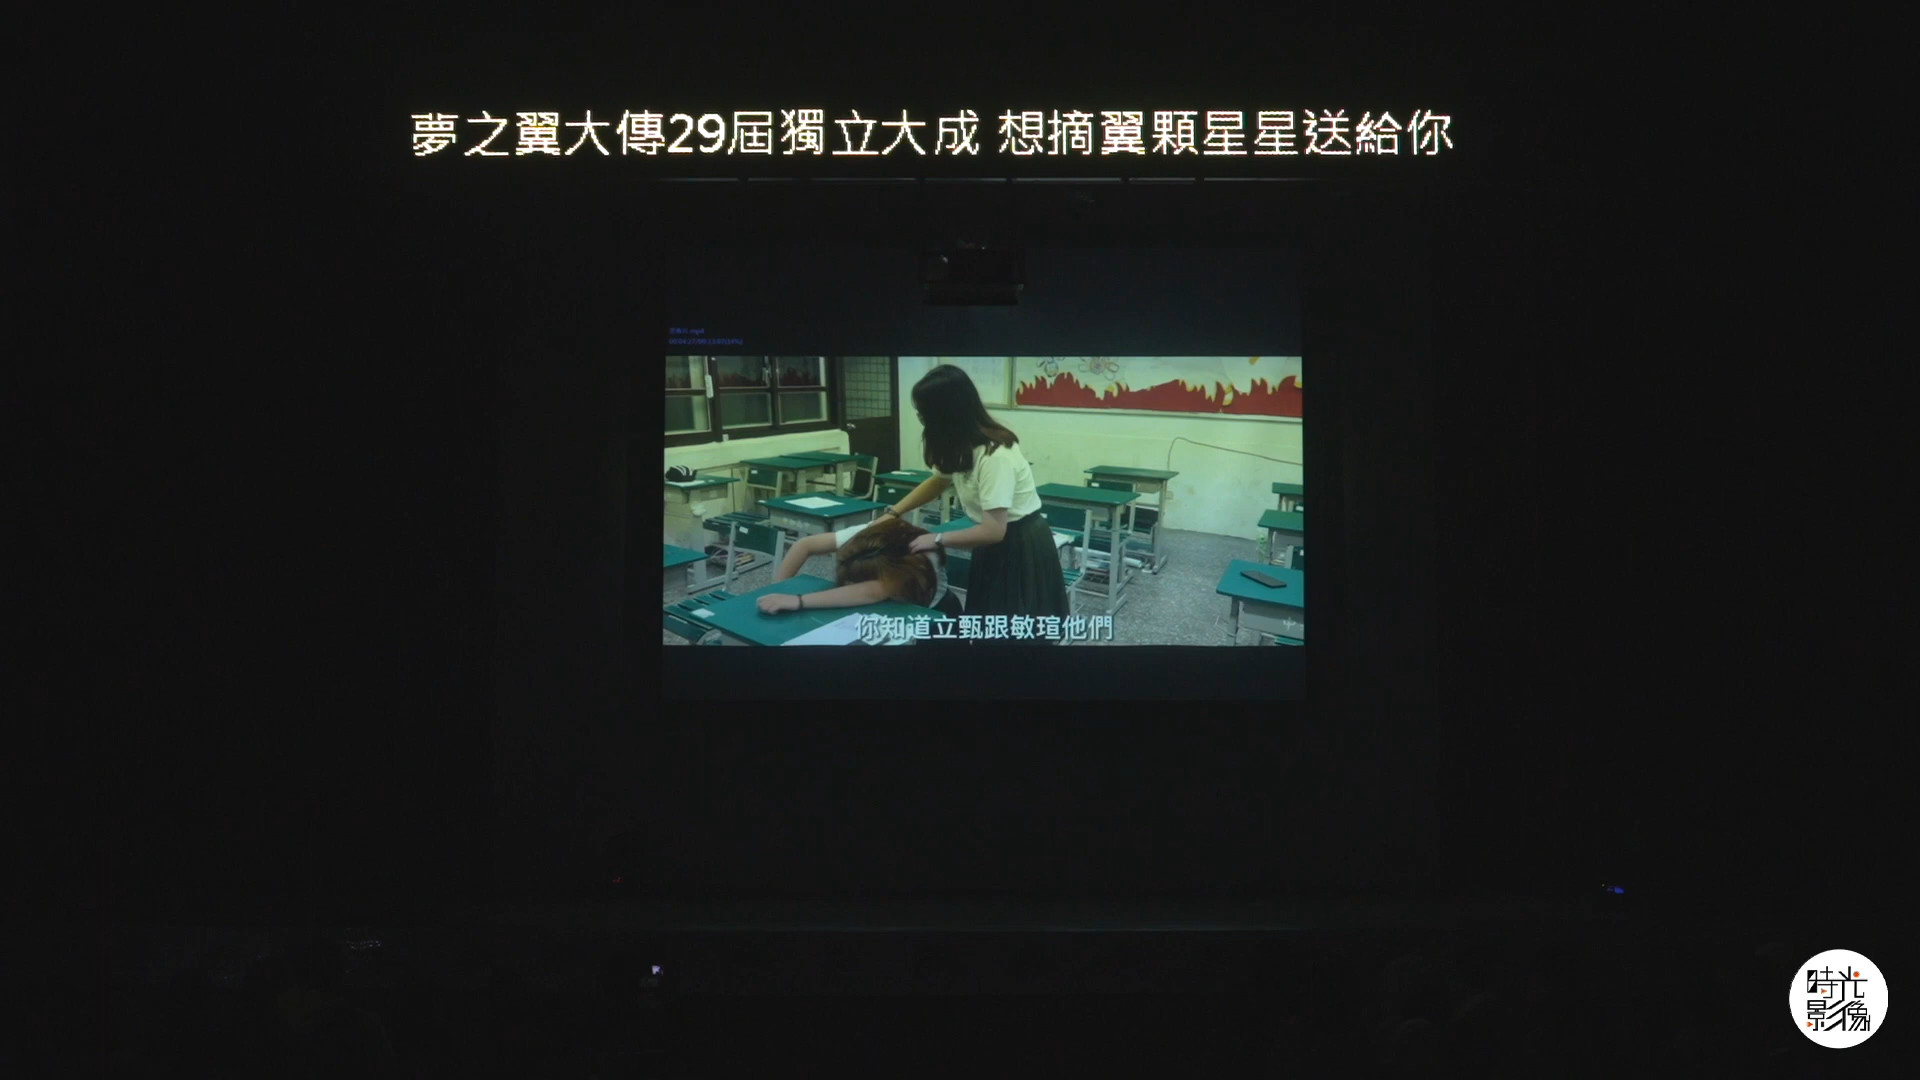 夢之翼大傳29屆獨立大成 想摘翼顆星星送給你
你知道立甄跟敏瑄他們
時光
影像